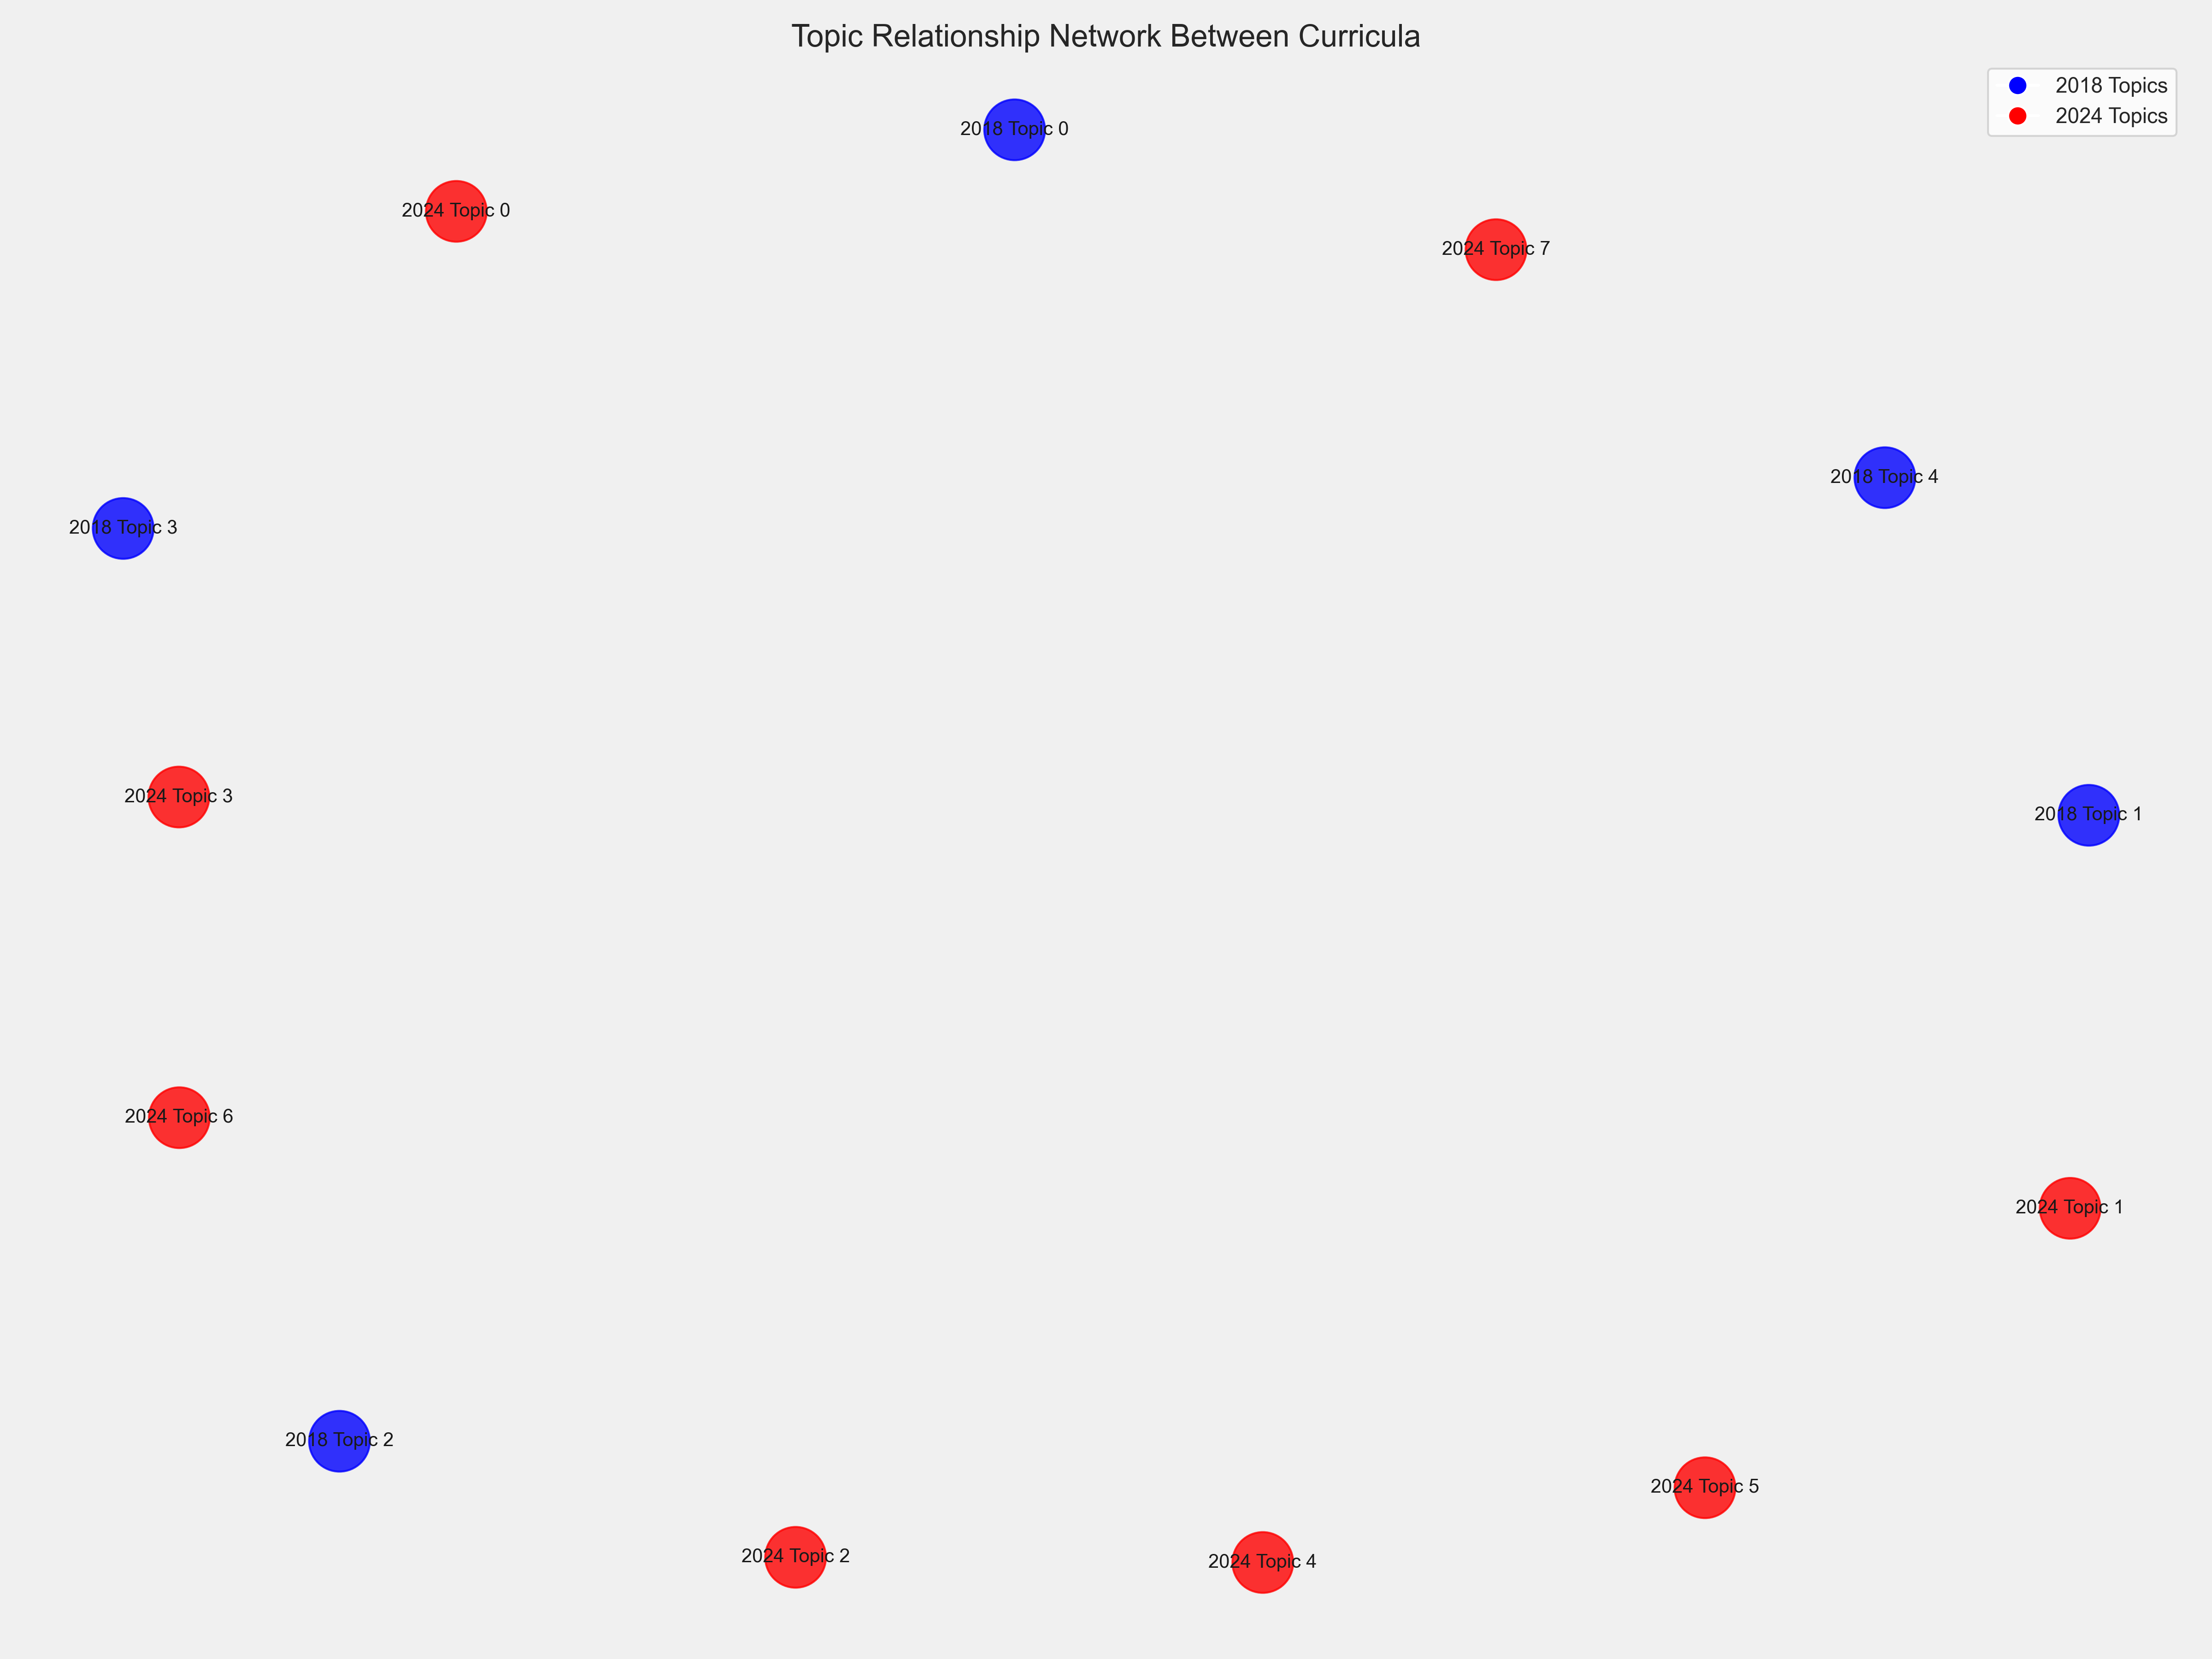 Topic Relationship Network Between Curricula
2018 Topics
2024 Topics
2018 Topic 0
2024 Topic 0
2024 Topic 7
2018 Topic 4
2018 Topic 3
2024 Topic 3
2018 Topic 1
2024 Topic 6
2024 Topic 1
2018 Topic 2
2024 Topic 5
2024 Topic 2
2024 Topic 4